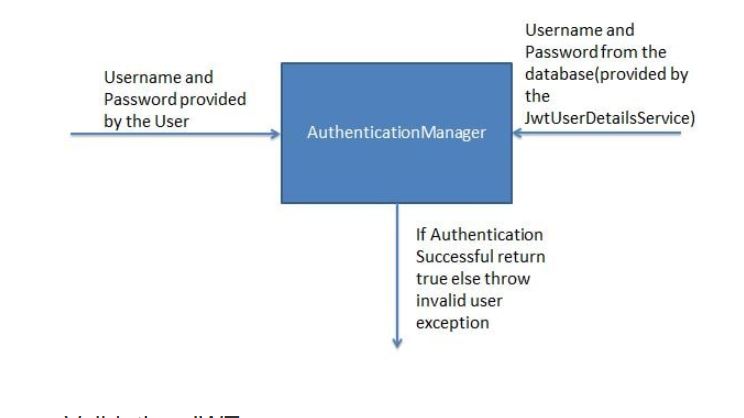 Username and
Password provided
by the User
AuthenticationManager
Username and
Password from the
database(provided by
the
JwtUserDetailsService)
If Authentication
Successful return
true else throw
invalid user
exception